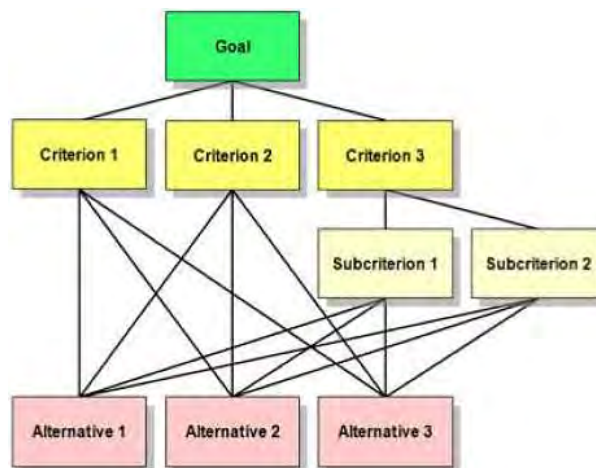 Goal
Criterion 1
Criterion 2
Criterion 3
Subcriterion 1
Subcriterion 2
Alternative 1
Alternative 2
Alternative 3